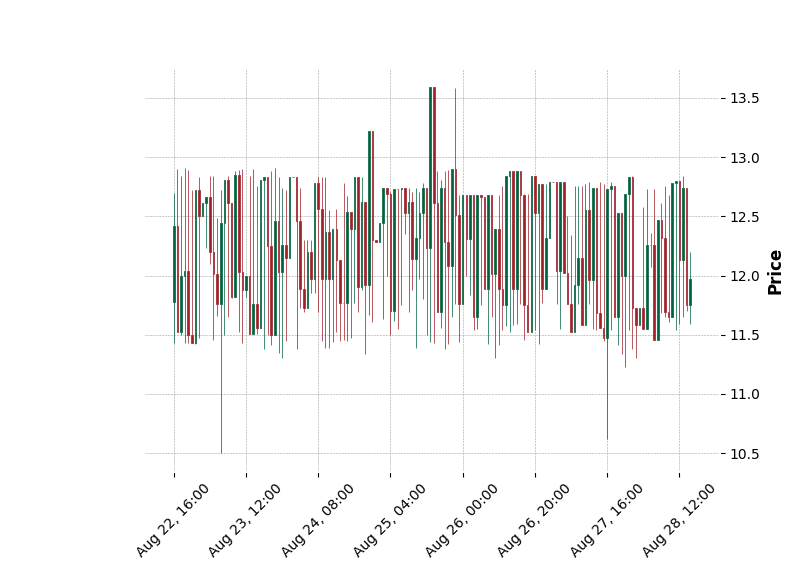 13.5
13.0
12.5
12.0
11.5
11.0
10.5
Price
Aug 22, 16:00
Aug 23, 12:00
Aug 24, 08:00
Aug 25, 04:00
Aug 26, 00:00
Aug 26, 20:00
Aug 27, 16:00
Aug 28, 12:00